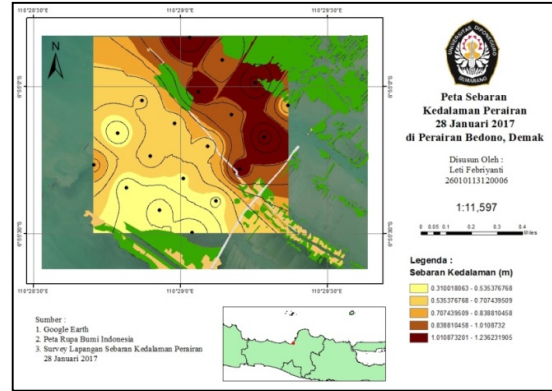 110°28'30"E
110°29'0"E
110°29'30"E
N
110°28'30"E
110°29'0"E
110°29'30"E
UNIVERSITAS DIPONEGORO
SEMARANG
Peta Sebaran
Kedalaman Perairan
28 Januari 2017
di Perairan Bedono, Demak
Disusun Oleh :
Leti Febriyanti
26010113120006
1:11,597
0 0.05 0.1 0.2 0.3 0.4
Miles
Legenda :
Sebaran Kedalaman (m)
0.310018063 - 0.535376768
0.535376768 - 0.707439509
0.707439509 - 0.838810458
0.838810458 - 1.0108732
1.010873201 - 1.236231905
Sumber :
1. Google Earth
2. Peta Rupa Bumi Indonesia
3. Survey Lapangan Sebaran Kedalaman Perairan
28 Januari 2017